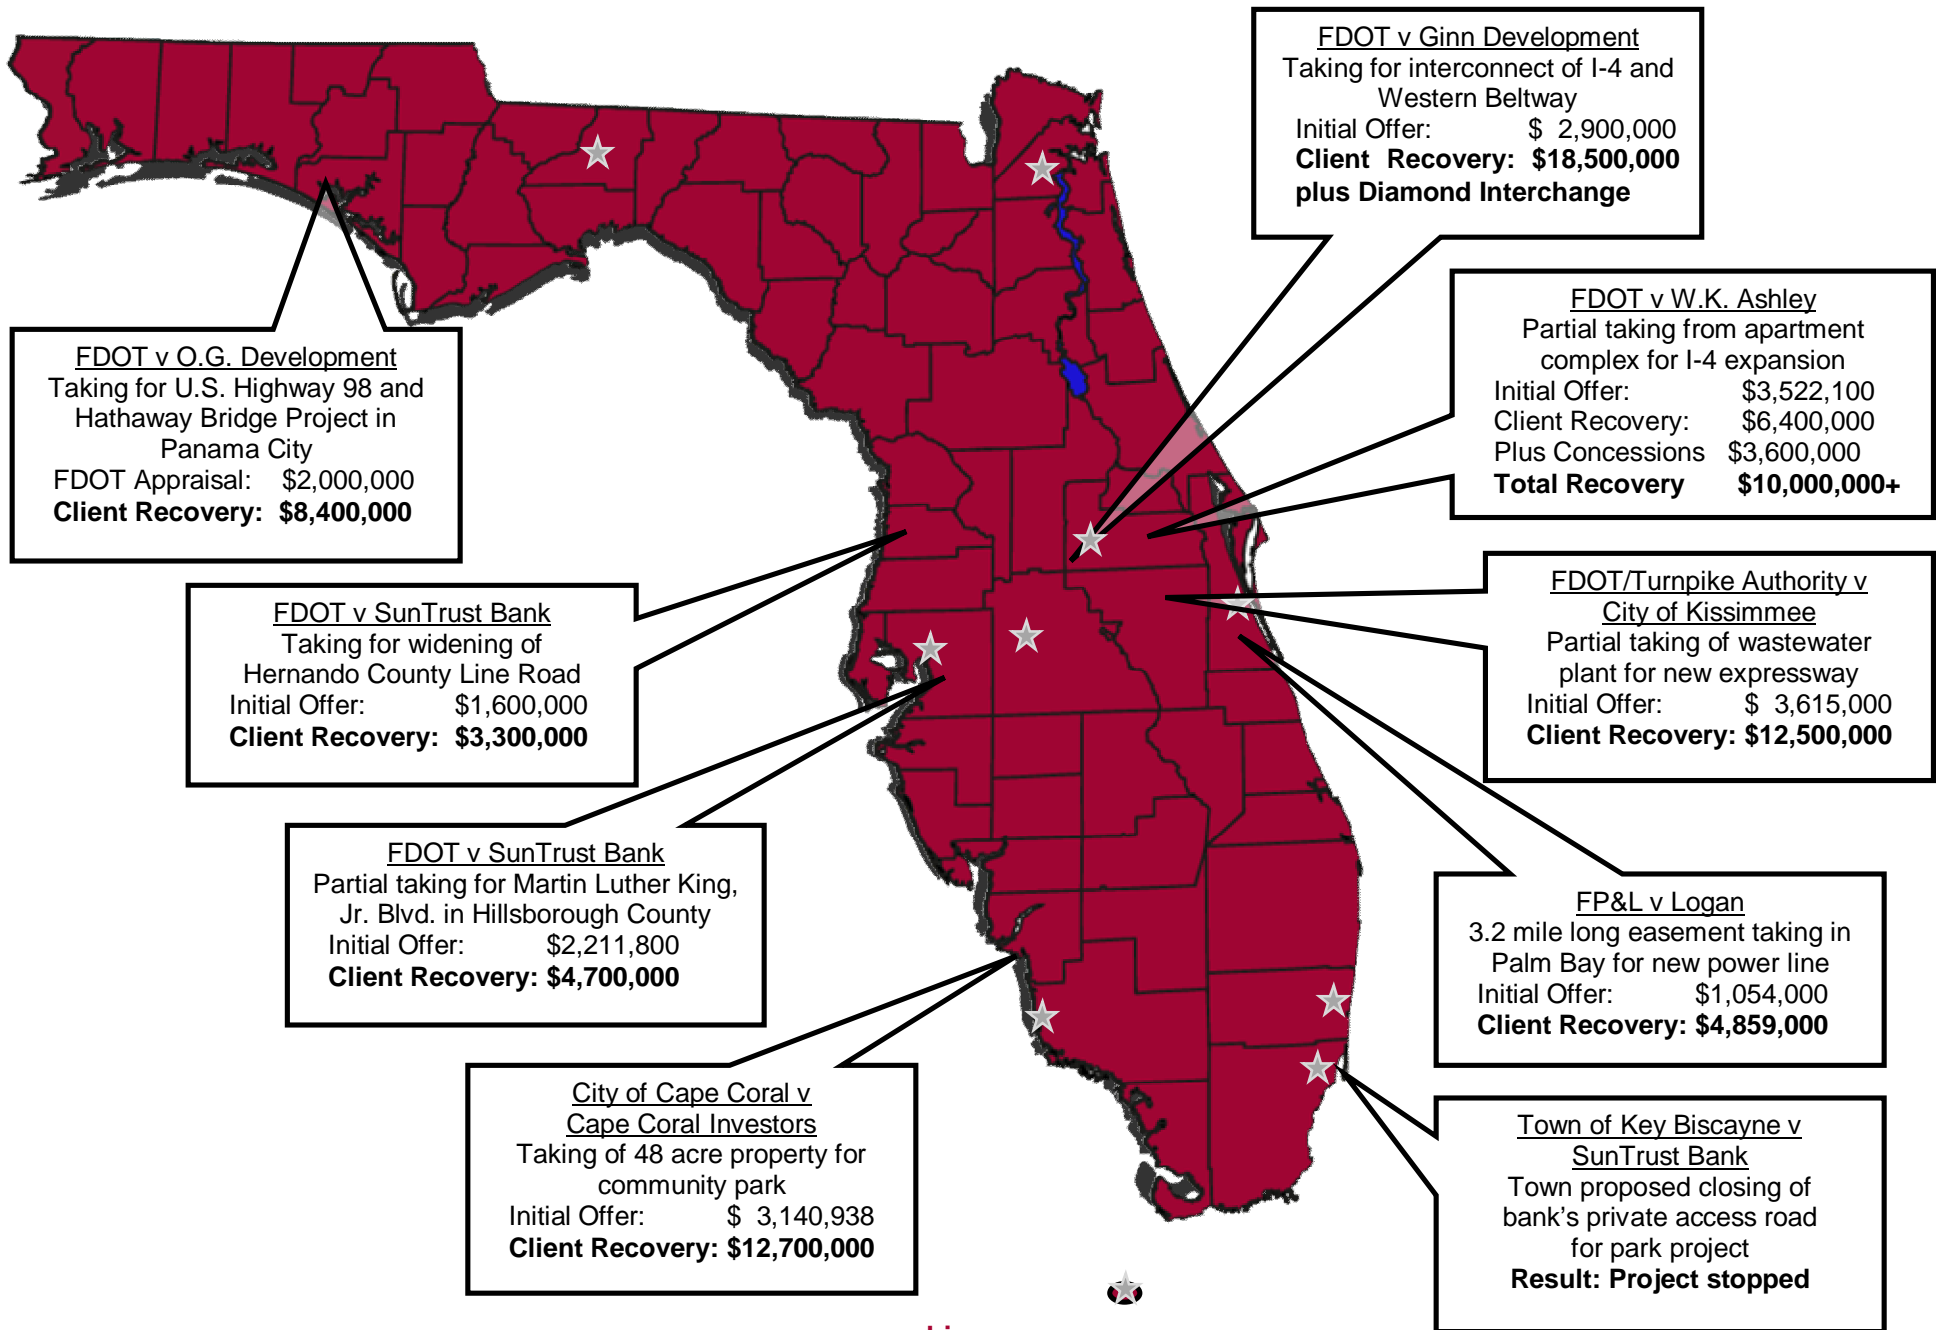 FDOT v Ginn Development
Taking for interconnect of I-4 and
Western Beltway
Initial Offer: $ 2,900,000
Client Recovery: $18,500,000
plus Diamond Interchange
FDOT v W.K. Ashley
Partial taking from apartment
complex for I-4 expansion
Initial Offer: $3,522,100
Client Recovery: $6,400,000
Plus Concessions $3,600,000
Total Recovery $10,000,000+
FDOT v O.G. Development
Taking for U.S. Highway 98 and
Hathaway Bridge Project in
Panama City
FDOT Appraisal: $2,000,000
Client Recovery: $8,400,000
FDOT/Turnpike Authority v
City of Kissimmee
Partial taking of wastewater
plant for new expressway
Initial Offer: $ 3,615,000
Client Recovery: $12,500,000
FDOT v SunTrust Bank
Taking for widening of
Hernando County Line Road
Initial Offer: $1,600,000
Client Recovery: $3,300,000
FDOT v SunTrust Bank
Partial taking for Martin Luther King,
Jr. Blvd. in Hillsborough County
Initial Offer: $2,211,800
Client Recovery: $4,700,000
FP&L v Logan
3.2 mile long easement taking in
Palm Bay for new power line
Initial Offer: $1,054,000
Client Recovery: $4,859,000
City of Cape Coral v
Cape Coral Investors
Taking of 48 acre property for
community park
Initial Offer: $ 3,140,938
Client Recovery: $12,700,000
Town of Key Biscayne v
SunTrust Bank
Town proposed closing of
bank's private access road
for park project
Result: Project stopped